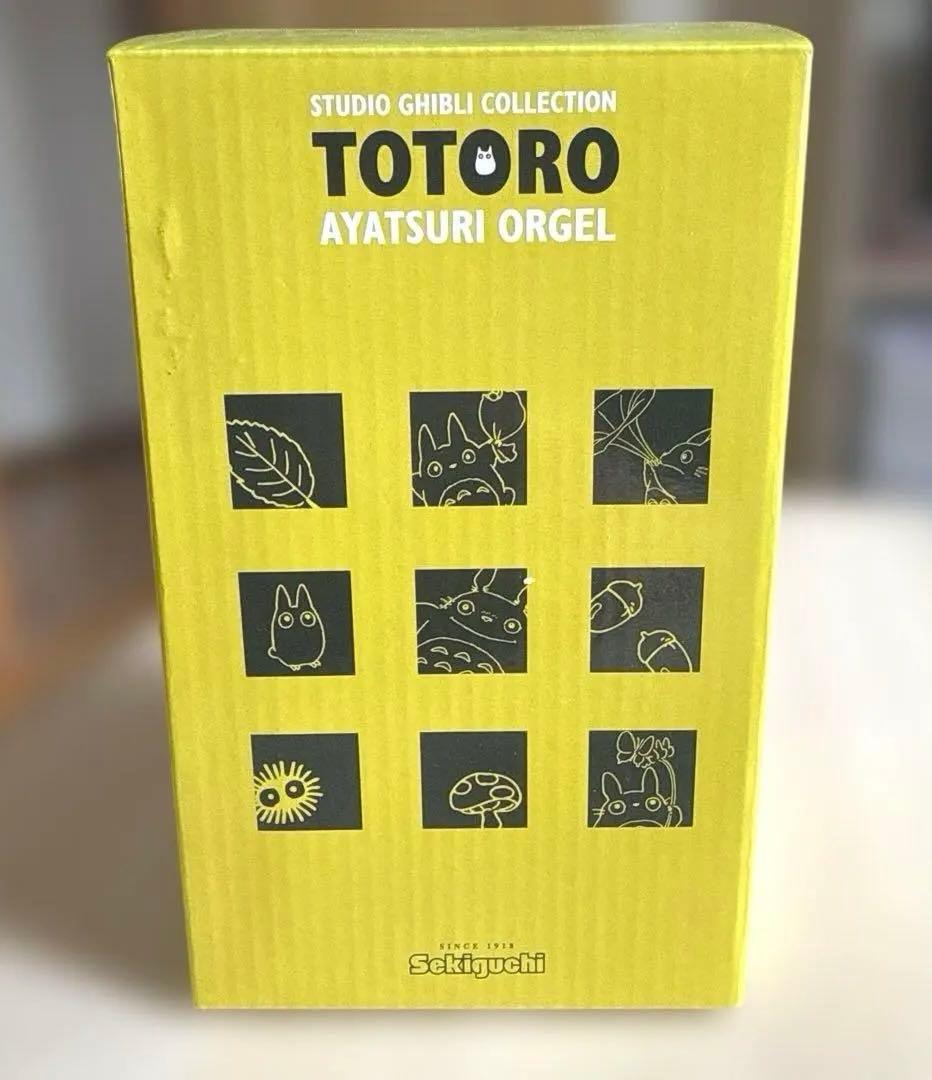 STUDIO GHIBLI COLLECTION
TOTORO
AYATSURI ORGEL
SINCE 1918
Sekiguchi